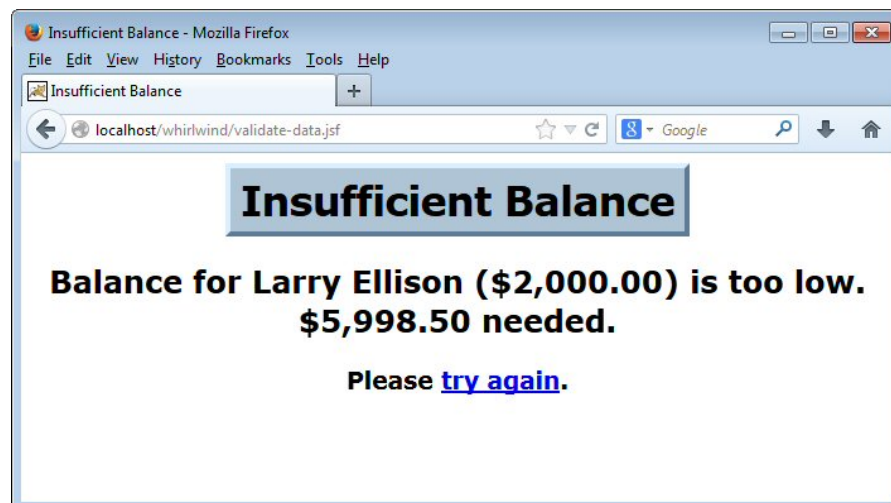 Insufficient Balance - Mozilla Firefox
File Edit View History Bookmarks Tools Help
Insufficient Balance
localhost/whirlwind/validate-data.jsf
Google
Insufficient Balance
Balance for Larry Ellison ($2,000.00) is too low.
$5,998.50 needed.
Please try again.